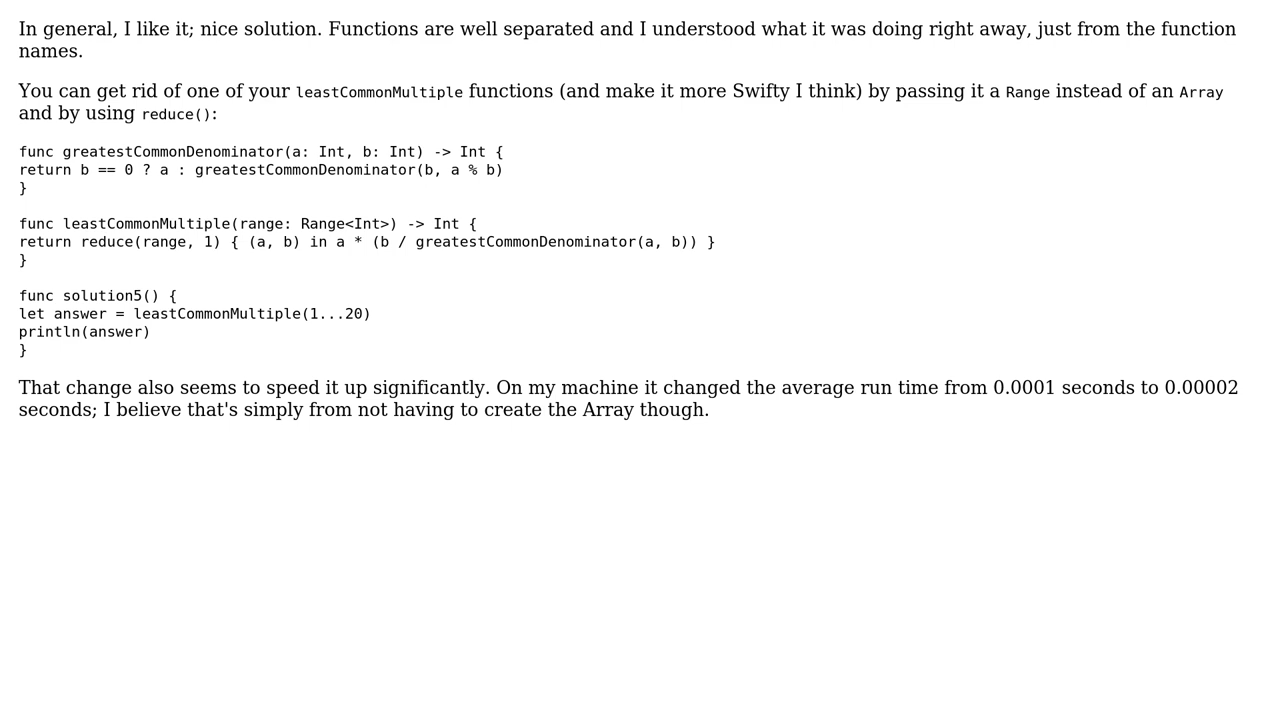 In general, I like it; nice solution. Functions are well separated and I understood what it was doing right away, just from the function
names.
You can get rid of one of your leastCommonMultiple functions (and make it more Swifty I think) by passing it a Range instead of an Array
and by using reduce():
func greatestCommonDenominator(a: Int, b: Int) -> Int {
return b == 0 ? a : greatestCommonDenominator(b, a % b)
}
func leastCommonMultiple(range: Range<Int>) -> Int {
return reduce(range, 1) { (a, b) in a * (b / greatestCommonDenominator(a, b)) }
}
func solution5() {
let answer = leastCommonMultiple(1...20)
println(answer)
}
That change also seems to speed it up significantly. On my machine it changed the average run time from 0.0001 seconds to 0.00002
seconds; I believe that's simply from not having to create the Array though.